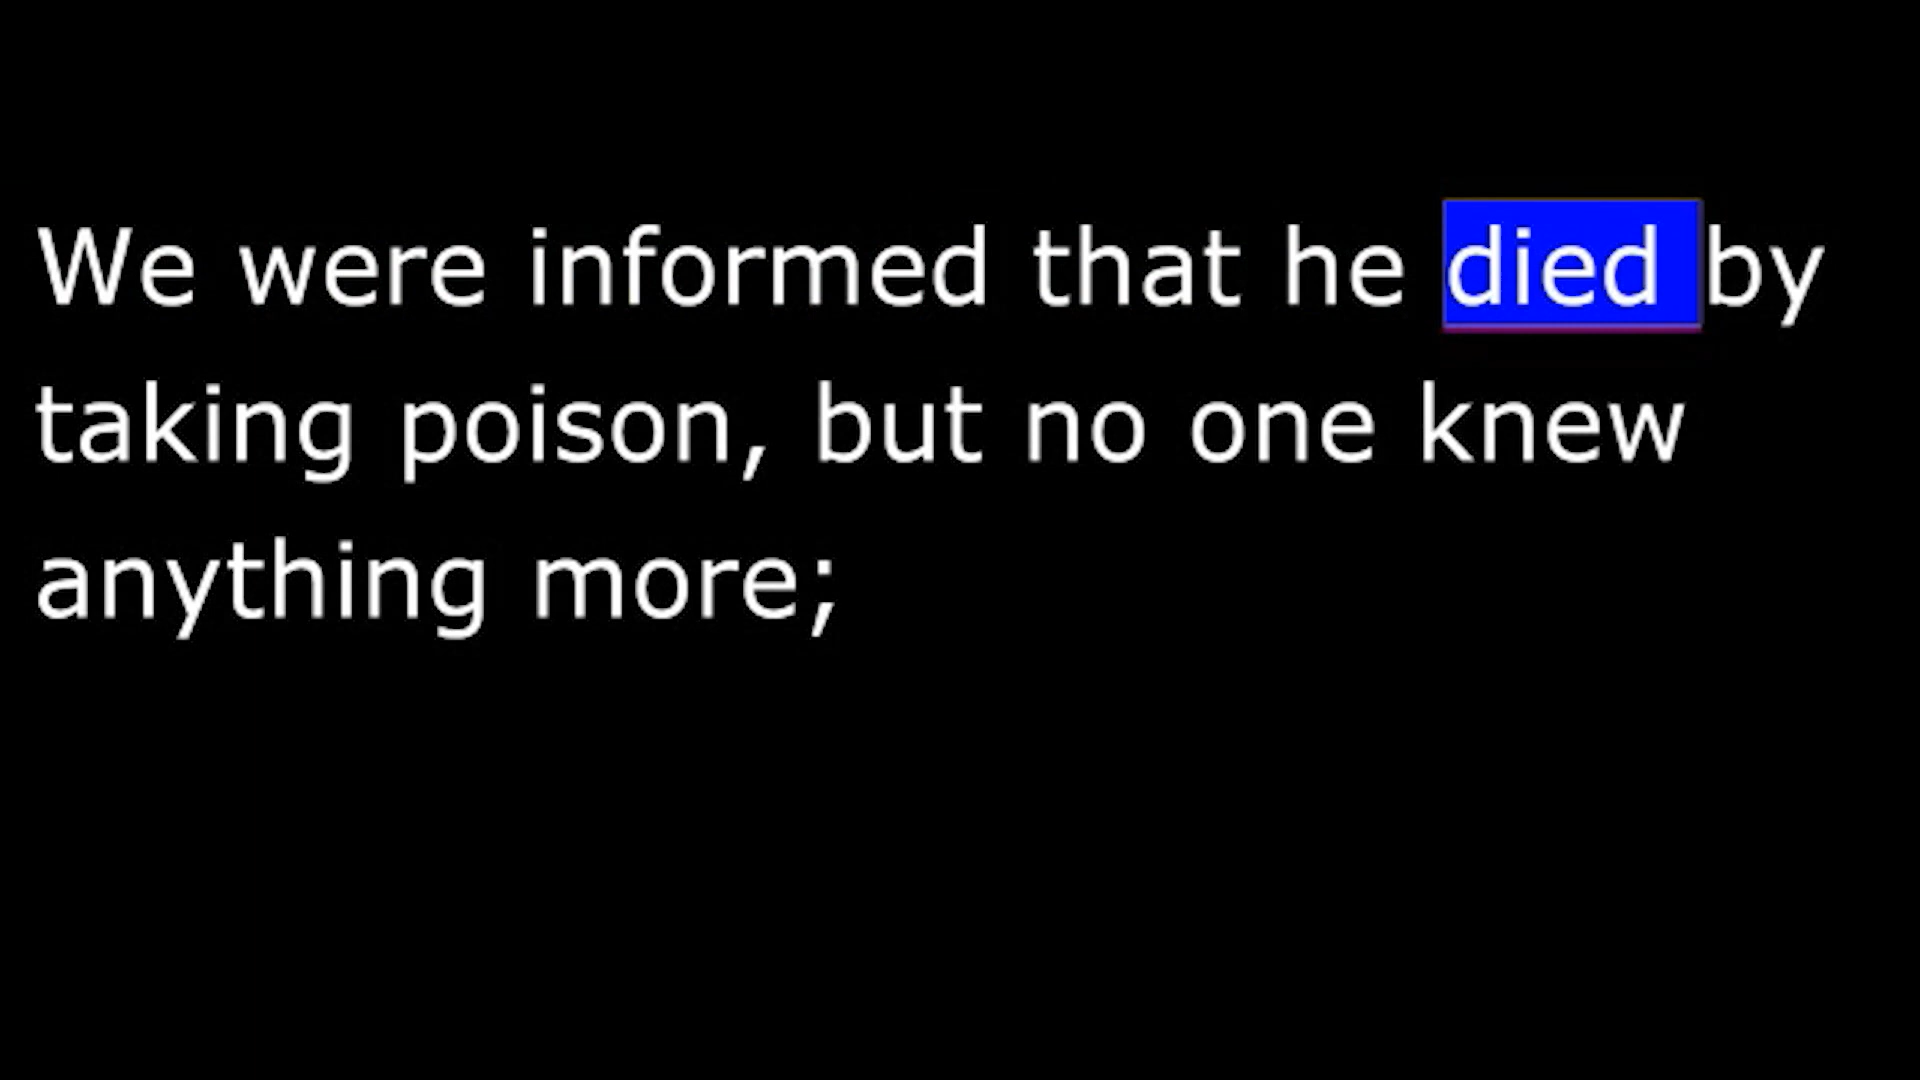 We were informed that he died by
taking poison, but no one knew
anything more;